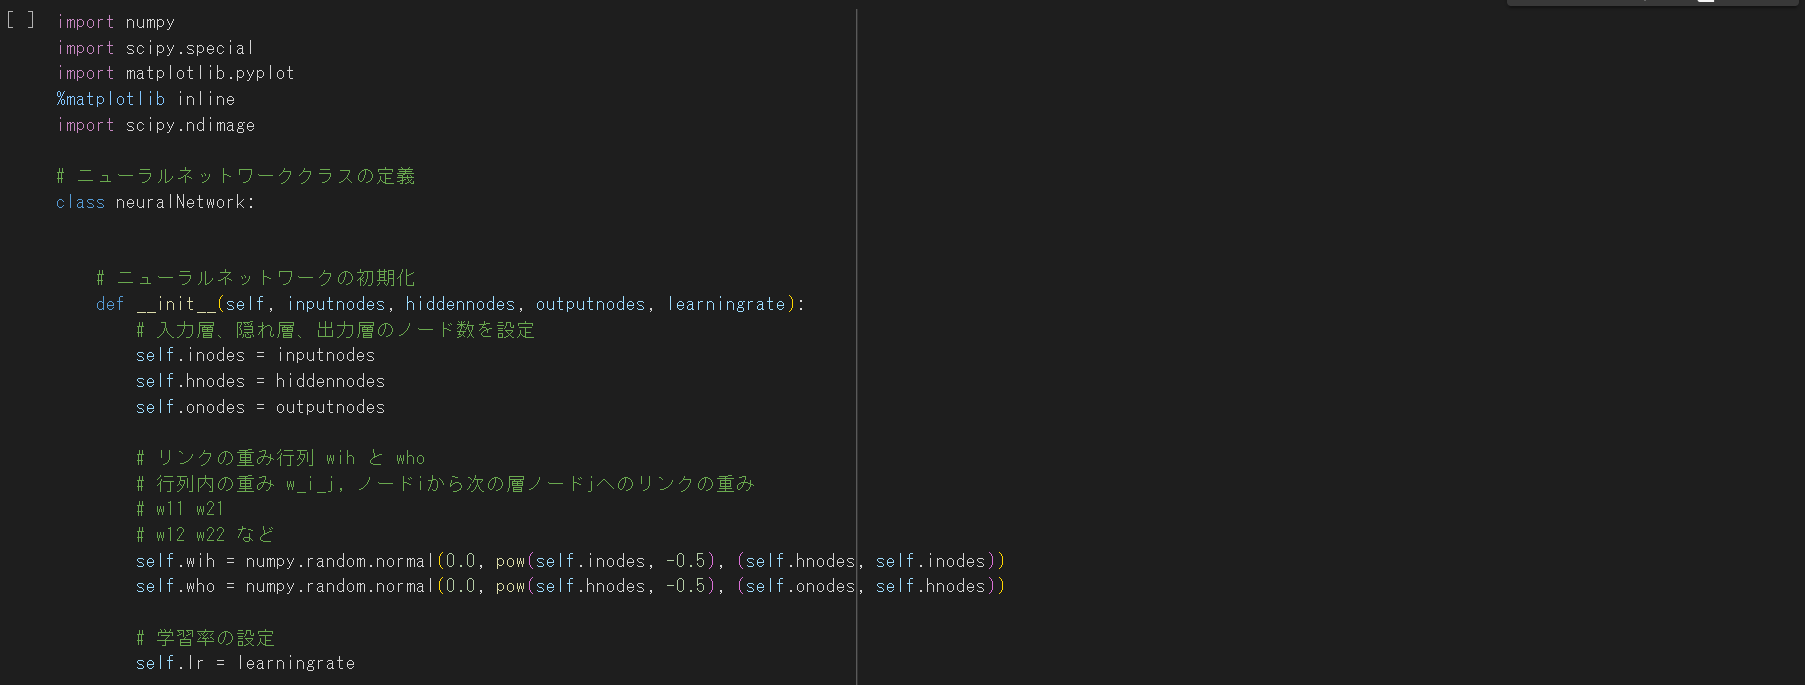 [ ] import numpy
import scipy.special
import matplotlib.pyplot
%matplotlib inline
import scipy.ndimage
# ニューラルネットワーククラスの定義
class neuralNetwork:
# ニューラルネットワークの初期化
def __init__(self, inputnodes, hiddennodes, outputnodes, learningrate):
# 入力層、隠れ層、出力層のノード数を設定
self.inodes = inputnodes
self.hnodes = hiddennodes
self.onodes = outputnodes
# リンクの重み行列 wih と who
# 行列内の重み w_i_j, ノードiから次の層ノードjへのリンクの重み
# w11 w21
# w12 w22 など
self.wih = numpy.random.normal(0.0, pow(self.inodes, -0.5), (self.hnodes, self.inodes))
self.who = numpy.random.normal(0.0, pow(self.hnodes, -0.5), (self.onodes, self.hnodes))
# 学習率の設定
self.lr = learningrate